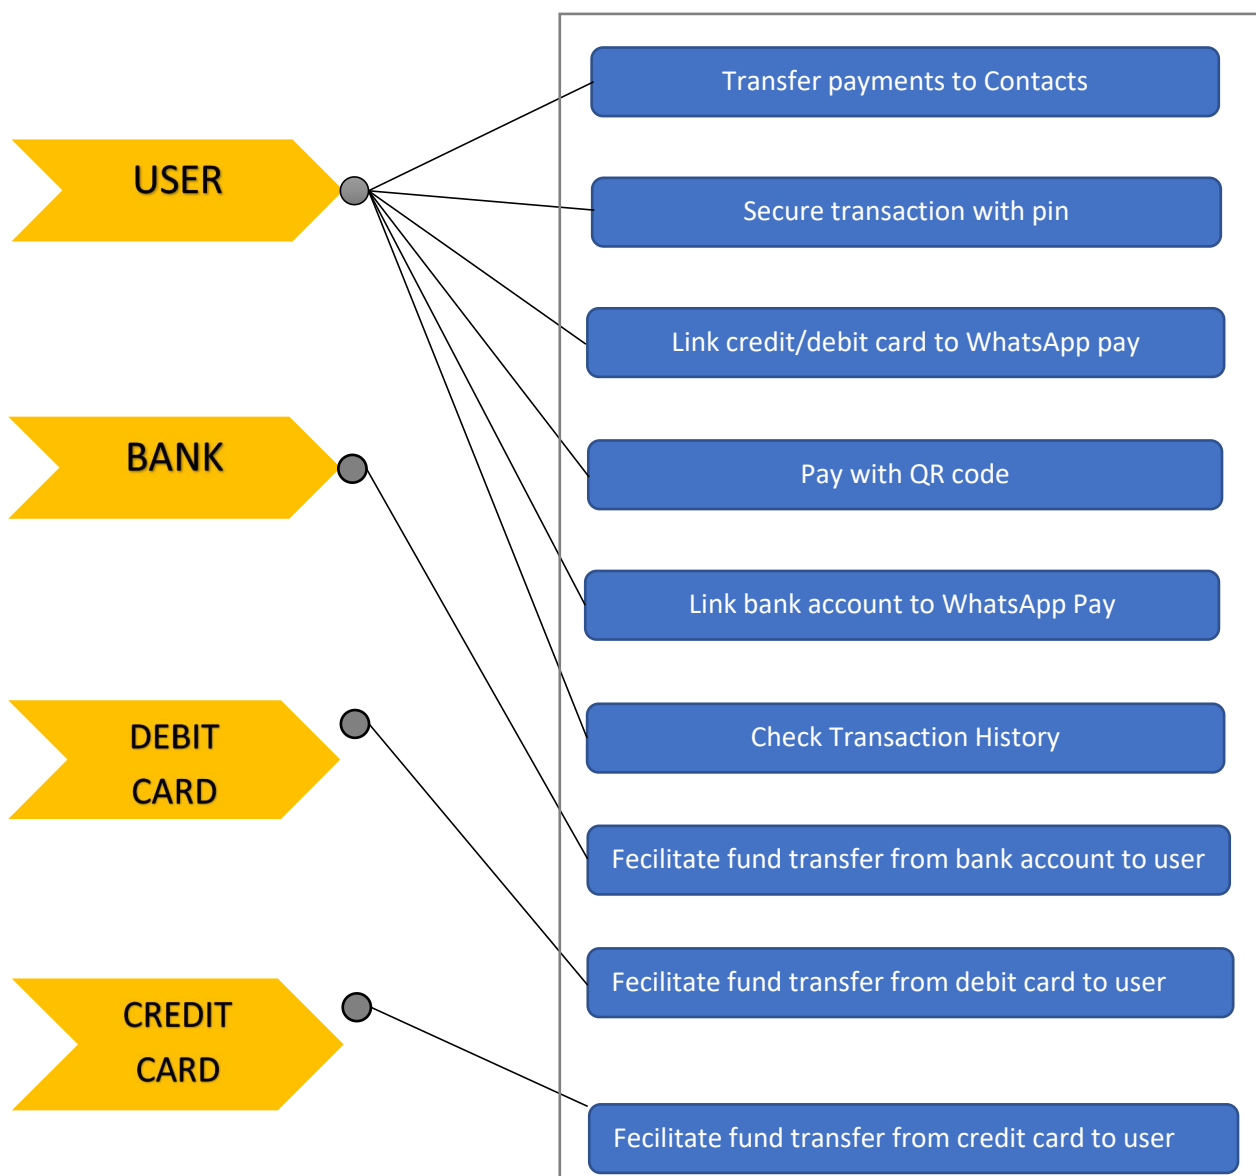 Transfer payments to Contacts
USER
Secure transaction with pin
Link credit/debit card to WhatsApp pay
BANK
Pay with QR code
Link bank account to WhatsApp Pay
DEBIT
CARD
Check Transaction History
Fecilitate fund transfer from bank account to user
Fecilitate fund transfer from debit card to user
CREDIT
CARD
Fecilitate fund transfer from credit card to user